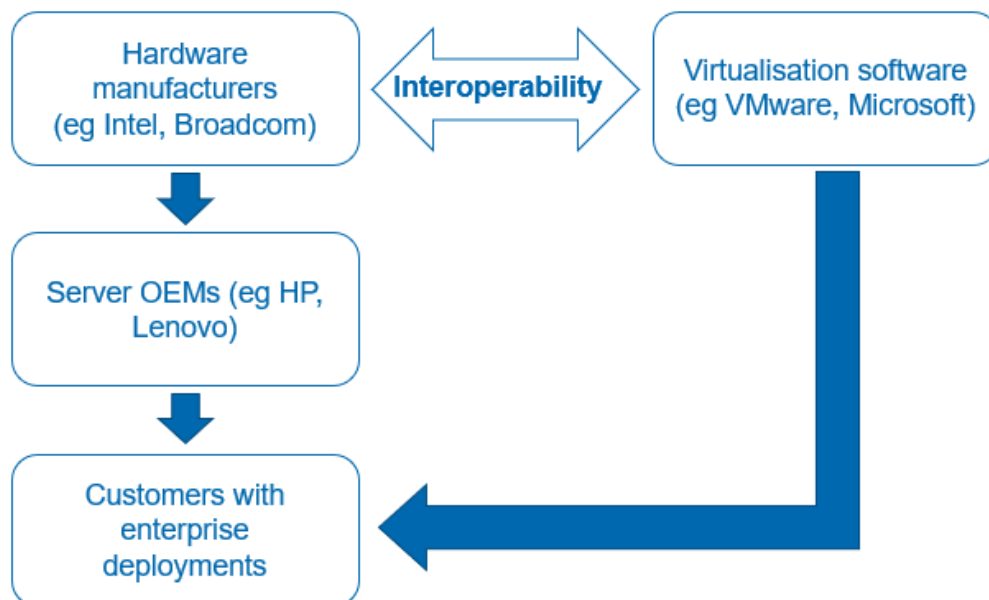 Hardware
manufacturers
(eg Intel, Broadcom)
Interoperability
Virtualisation software
(eg VMware, Microsoft)
Server OEMs (eg HP,
Lenovo)
Customers with
enterprise
deployments